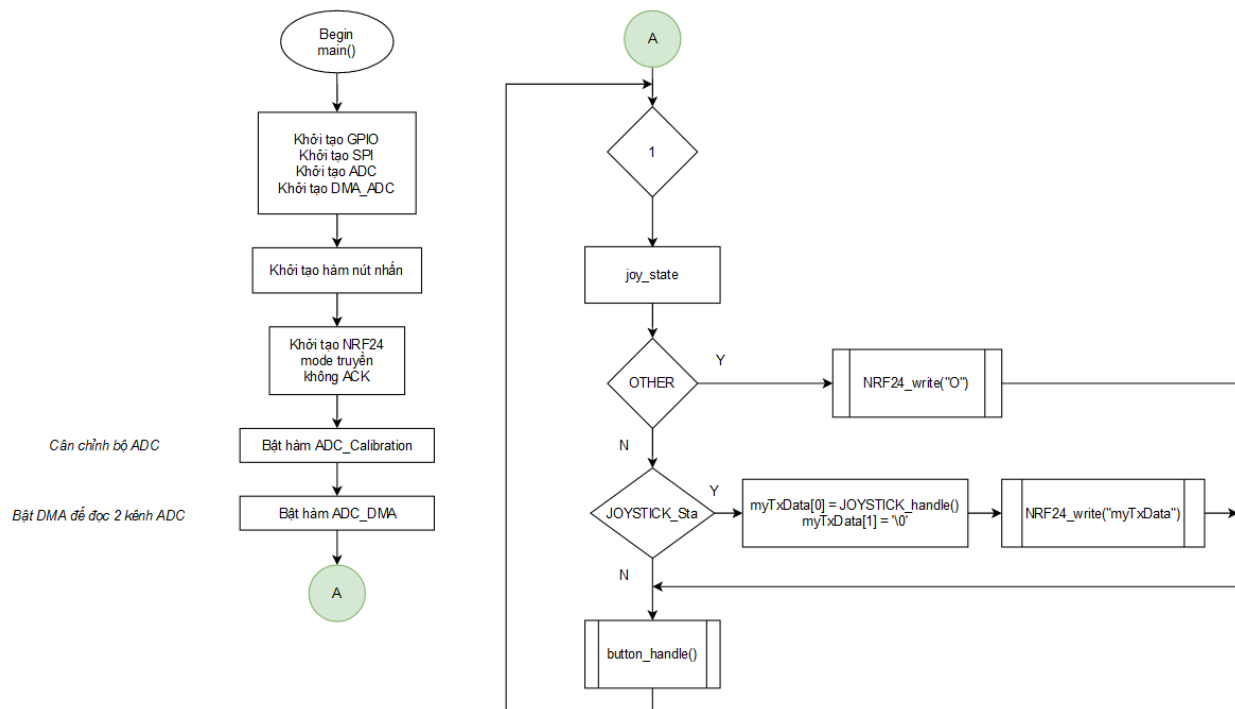 Begin
main()
Khởi tạo GPIO
Khởi tạo SPI
Khởi tạo ADC
Khởi tạo DMA_ADC
Khởi tạo hàm nút nhấn
Khởi tạo NRF24
mode truyền
không ACK
Cân chỉnh bộ ADC
Bật hàm ADC_Calibration
Bật DMA để đọc 2 kênh ADC
Bật hàm ADC_DMA
A
A
1
joy_state
OTHER
Y
NRF24_write("O")
N
JOYSTICK_Sta
Y
myTxData[0] = JOYSTICK_handle()
myTxData[1] = '\0'
NRF24_write("myTxData")
N
button_handle()